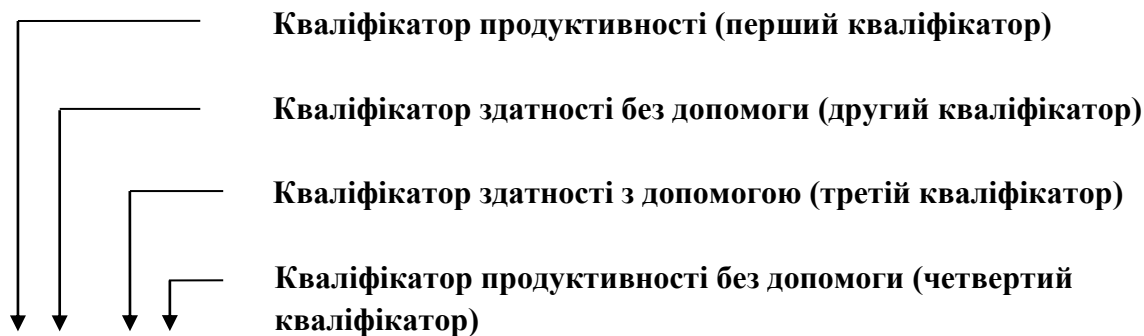 Кваліфікатор продуктивності (перший кваліфікатор)
Кваліфікатор здатності без допомоги (другий кваліфікатор)
Кваліфікатор здатності з допомогою (третій кваліфікатор)
Кваліфікатор продуктивності без допомоги (четвертий
кваліфікатор)